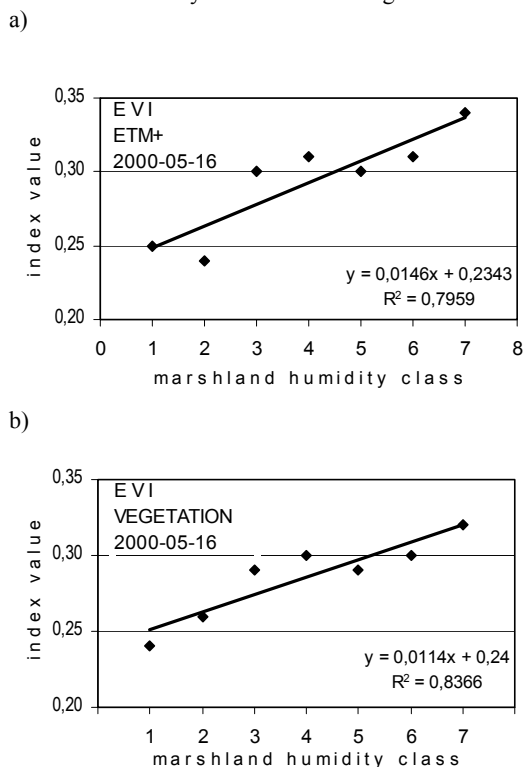 a)
0,35
E V I
ETM+
2000-05-16
0,30
0,25
0,20
index value
y = 0,0146x + 0,2343
R² = 0,7959
0 1 2 3 4 5 6 7 8
marshland humidity class
b)
0,35
E V I
VEGETATION
2000-05-16
0,30
0,25
0,20
index value
y = 0,0114x + 0,24
R² = 0,8366
1 2 3 4 5 6 7
marshland humidity class